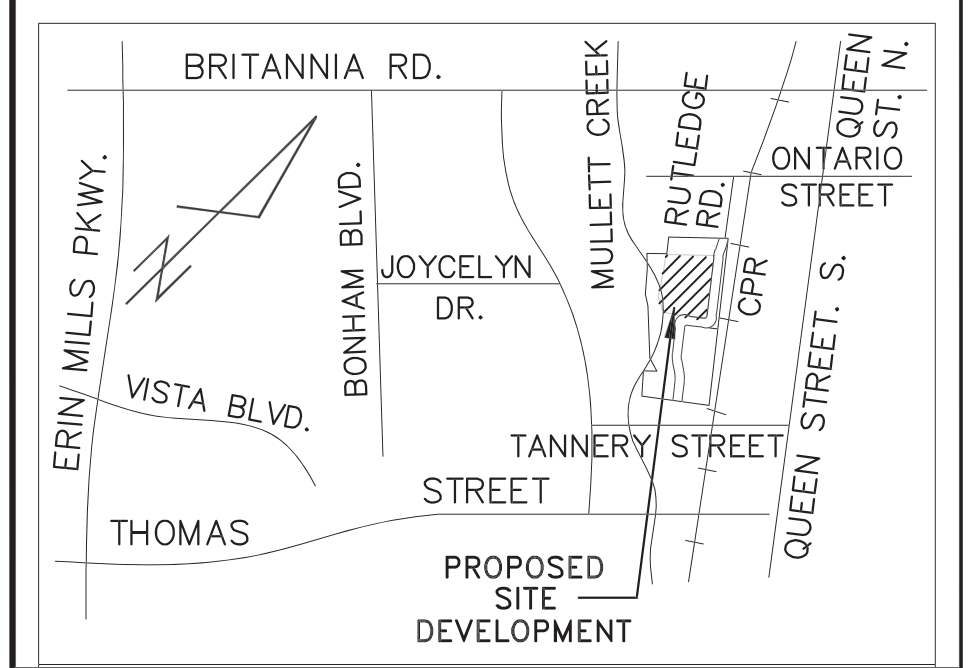 BRITANNIA RD.
ERIN MILLS PKWY.
BONHAM BLVD.
JOYCELYN
DR.
VISTA BLVD.
THOMAS
STREET
MULLETT CREEK
RUTLEDGE
RD.
CPR
QUEEN
ST. N.
ONTARIO
STREET
QUEEN STREET. S.
TANNERY STREET
PROPOSED
SITE
DEVELOPMENT
N